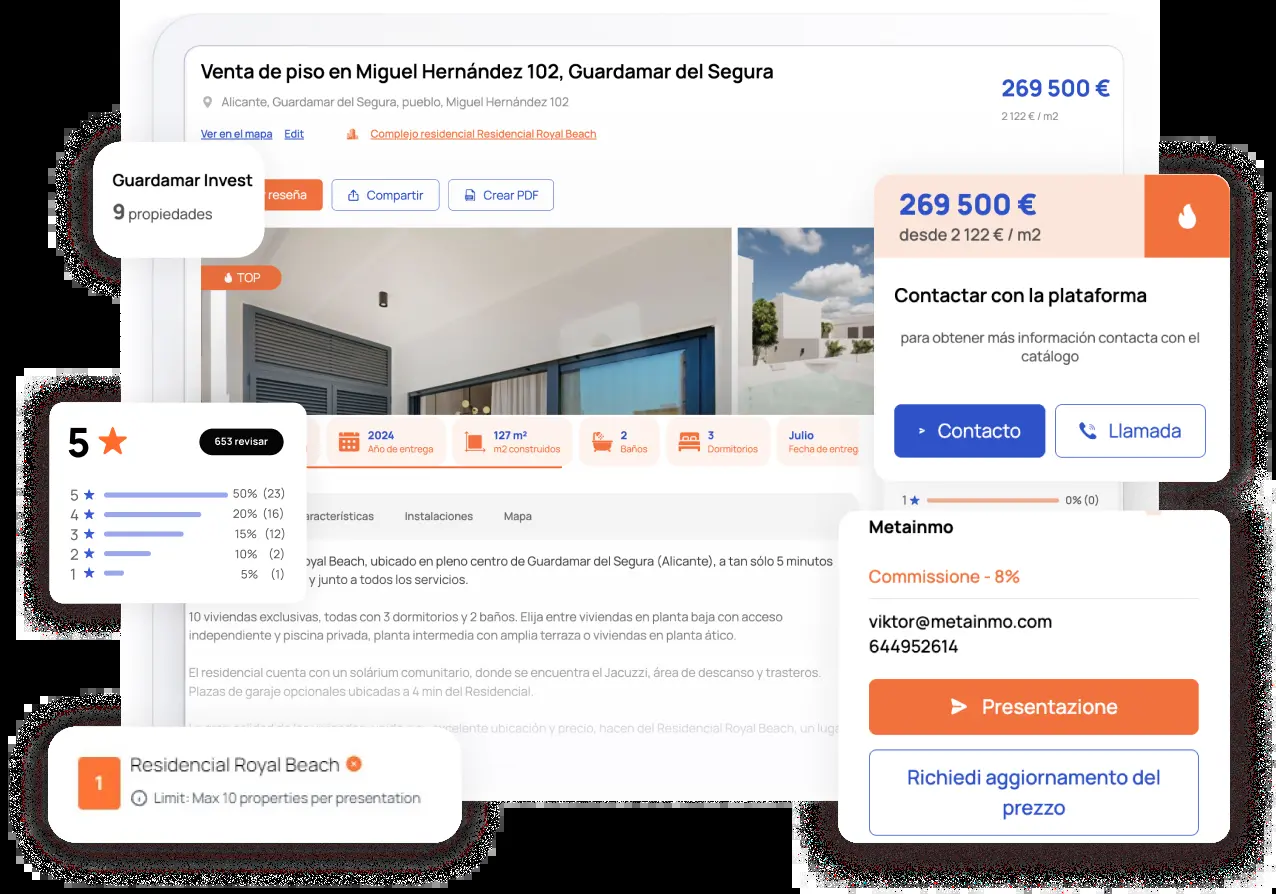 Venta de piso en Miguel Hernández 102, Guardamar del Segura
269 500 €
Alicante, Guardamar del Segura, pueblo, Miguel Hernández 102
2 122 € / m2
Ver en el mapa Edit Complejo residencial Residencial Royal Beach
Guardamar Invest
9 propiedades
reseña Compartir Crear PDF
TOP
269 500 €
desde 2 122 € / m2
Contactar con la plataforma
para obtener más información contacta con el
catálogo
Contacto Llamada
5 653 revisar
5 50% (23)
4 20% (16)
3 15% (12)
2 10% (2)
1 5% (1)
2024
Año de entrega
127 m²
m2 construidos
2
Baños
3
Dormitorios
Julio
Fecha de entreg
1 0% (0)
aracterísticas Instalaciones Mapa
oyal Beach, ubicado en pleno centro de Guardamar del Segura (Alicante), a tan sólo 5 minutos
y junto a todos los servicios.
10 viviendas exclusivas, todas con 3 dormitorios y 2 baños. Elija entre viviendas en planta baja con acceso
independiente y piscina privada, planta intermedia con amplia terraza o viviendas en planta ático.
El residencial cuenta con un solárium comunitario, donde se encuentra el Jacuzzi, área de descanso y trasteros.
Plazas de garaje opcionales ubicadas a 4 min del Residencial.
ubicación y precio, hacen del Residencial Royal Beach, un luga
Metainmo
Commissione - 8%
viktor@metainmo.com
644952614
Presentazione
Richiedi aggiornamento del
prezzo
1 Residencial Royal Beach
Limit: Max 10 properties per presentation